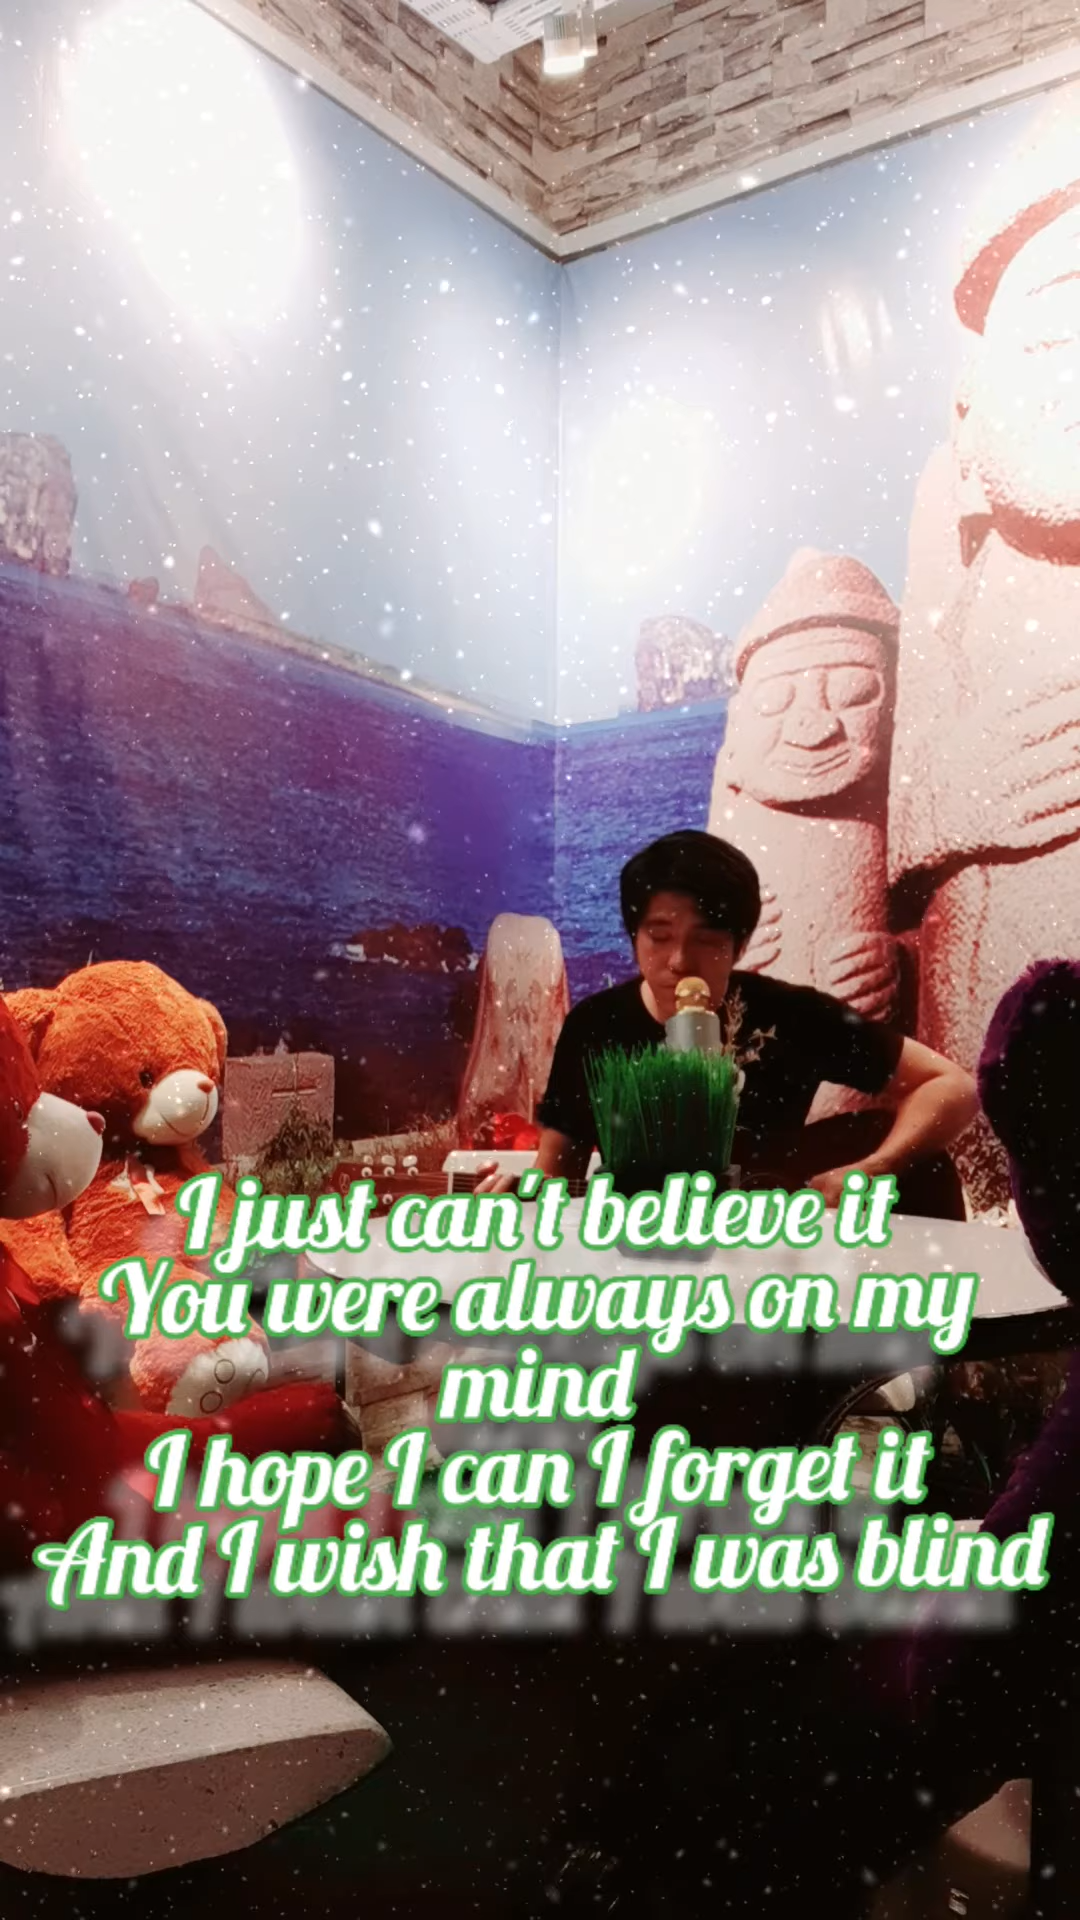 I just can't believe it
You were always on my
mind
I hope I can I forget it
And I wish that I was blind